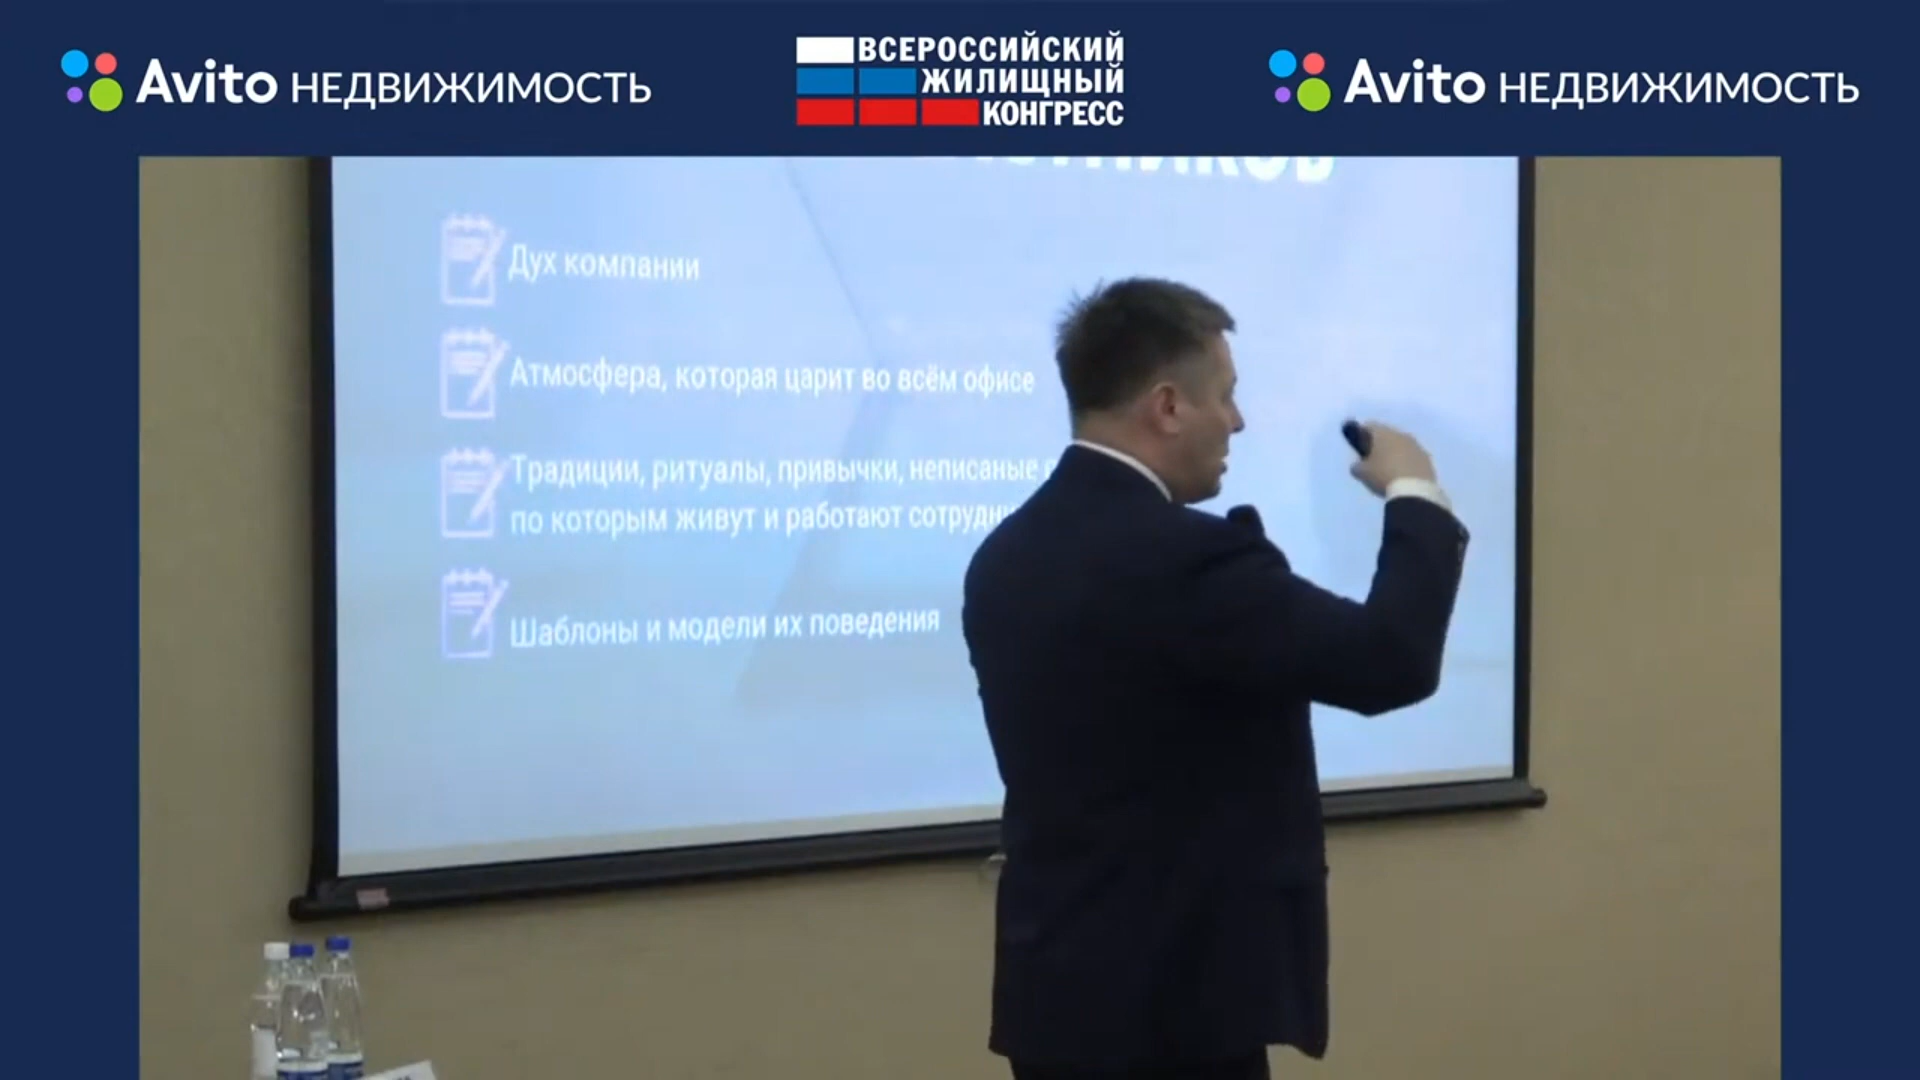 Avito НЕДВИЖИМОСТЬ
ВСЕРОССИЙСКИЙ
ЖИЛИЩНЫЙ
КОНГРЕСС
Avito НЕДВИЖИМОСТЬ
Дух компании
Атмосфера, которая царит во всём офисе
Традиции, ритуалы, привычки, неписаные
по которым живут и работают
Шаблоны и модели их поведения